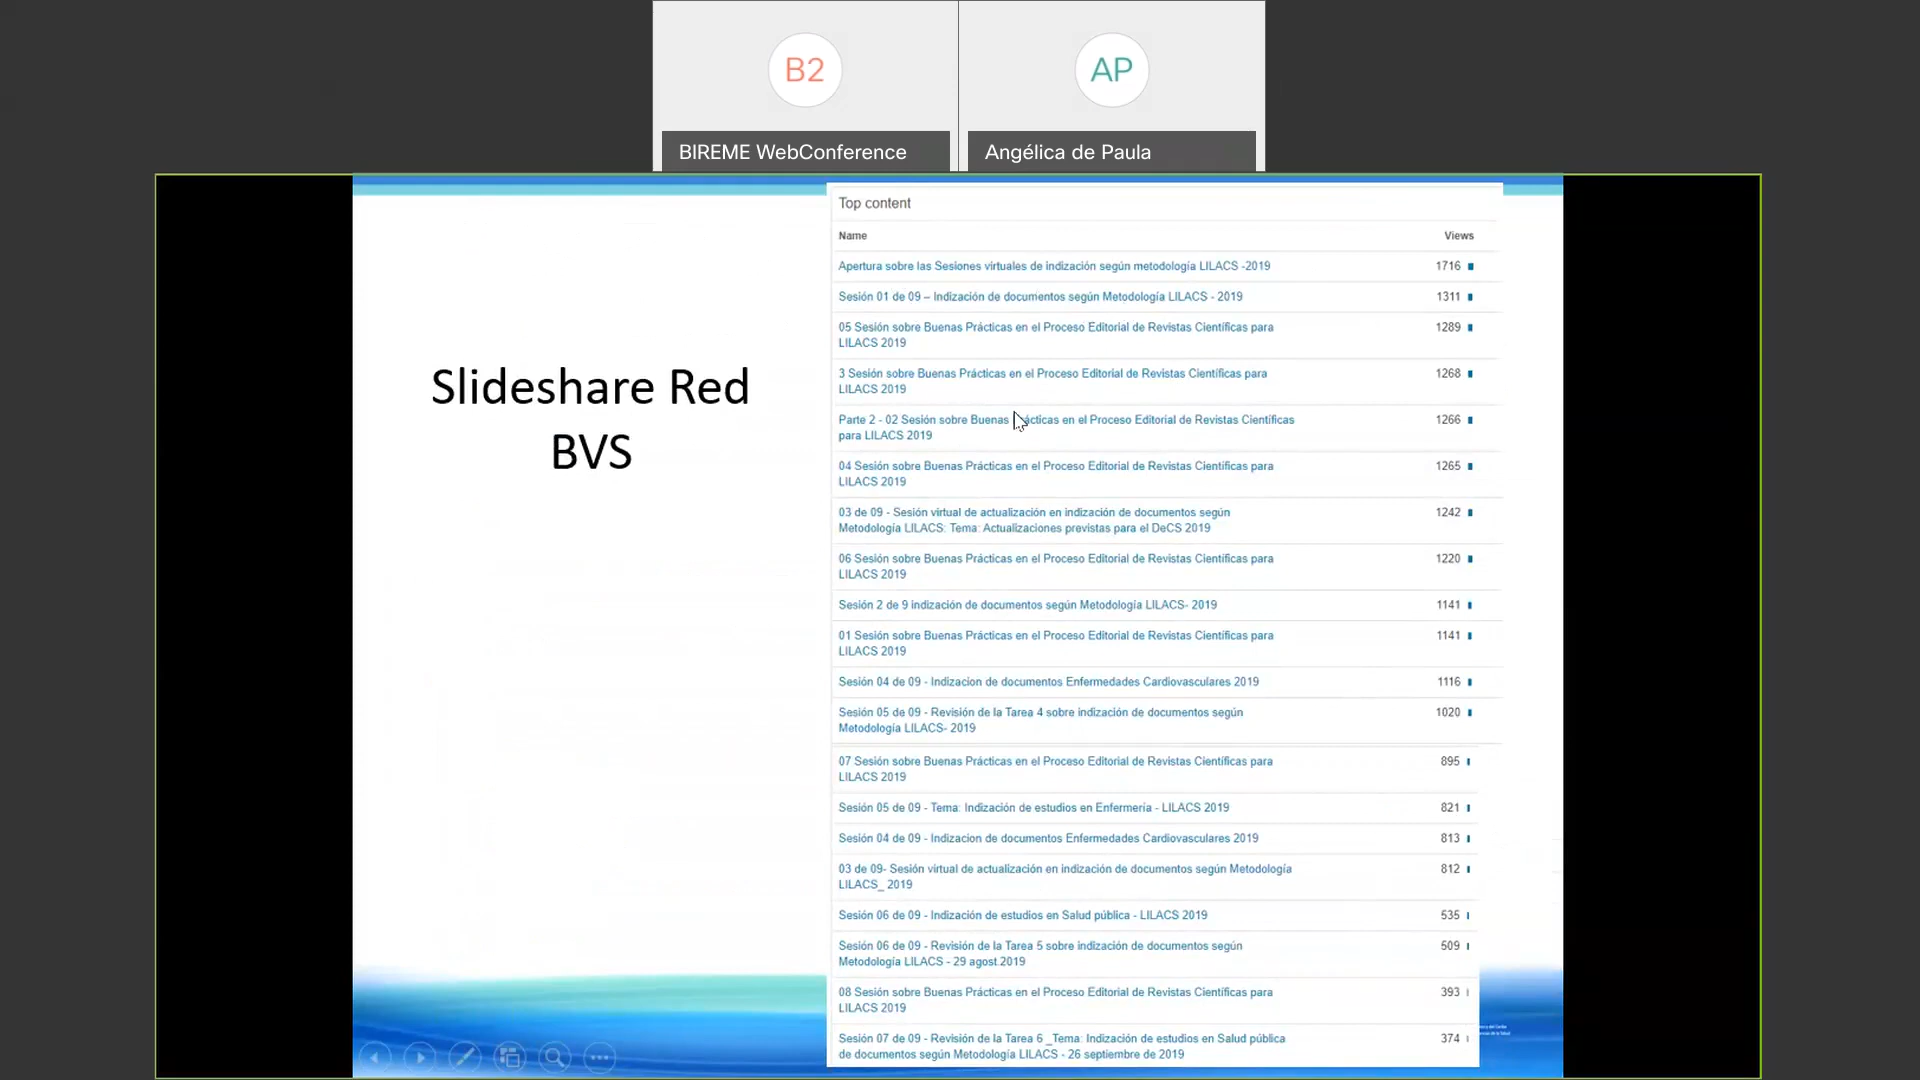 B2
AP
BIREME WebConference
Angélica de Paula
Slideshare Red
BVS
Top content
Name Views
Apertura sobre las Sesiones virtuales de indización según metodología LILACS -2019 1716
Sesión 01 de 09 – Indización de documentos según Metodología LILACS - 2019 1311
05 Sesión sobre Buenas Prácticas en el Proceso Editorial de Revistas Científicas para 1289
LILACS 2019
3 Sesión sobre Buenas Prácticas en el Proceso Editorial de Revistas Científicas para 1268
LILACS 2019
Parte 2 - 02 Sesión sobre Buenas Prácticas en el Proceso Editorial de Revistas Científicas 1266
para LILACS 2019
04 Sesión sobre Buenas Prácticas en el Proceso Editorial de Revistas Científicas para 1265
LILACS 2019
03 de 09 - Sesión virtual de actualización en indización de documentos según 1242
Metodología LILACS: Tema: Actualizaciones previstas para el DeCS 2019
06 Sesión sobre Buenas Prácticas en el Proceso Editorial de Revistas Científicas para 1220
LILACS 2019
Sesión 2 de 9 indización de documentos según Metodología LILACS- 2019 1141
01 Sesión sobre Buenas Prácticas en el Proceso Editorial de Revistas Científicas para 1141
LILACS 2019
Sesión 04 de 09 - Indizacion de documentos Enfermedades Cardiovasculares 2019 1116
Sesión 05 de 09 - Revisión de la Tarea 4 sobre indización de documentos según 1020
Metodología LILACS- 2019
07 Sesión sobre Buenas Prácticas en el Proceso Editorial de Revistas Científicas para 895
LILACS 2019
Sesión 05 de 09 - Tema: Indización de estudios en Enfermería - LILACS 2019 821
Sesión 04 de 09 - Indizacion de documentos Enfermedades Cardiovasculares 2019 813
03 de 09- Sesión virtual de actualización en indización de documentos según Metodología 812
LILACS_ 2019
Sesión 06 de 09 - Indización de estudios en Salud pública - LILACS 2019 535
Sesión 06 de 09 - Revisión de la Tarea 5 sobre indización de documentos según 509
Metodología LILACS - 29 agost 2019
08 Sesión sobre Buenas Prácticas en el Proceso Editorial de Revistas Científicas para 393
LILACS 2019
Sesión 07 de 09 - Revisión de la Tarea 6 _Tema: Indización de estudios en Salud pública 374
de documentos según Metodología LILACS - 26 septiembre de 2019